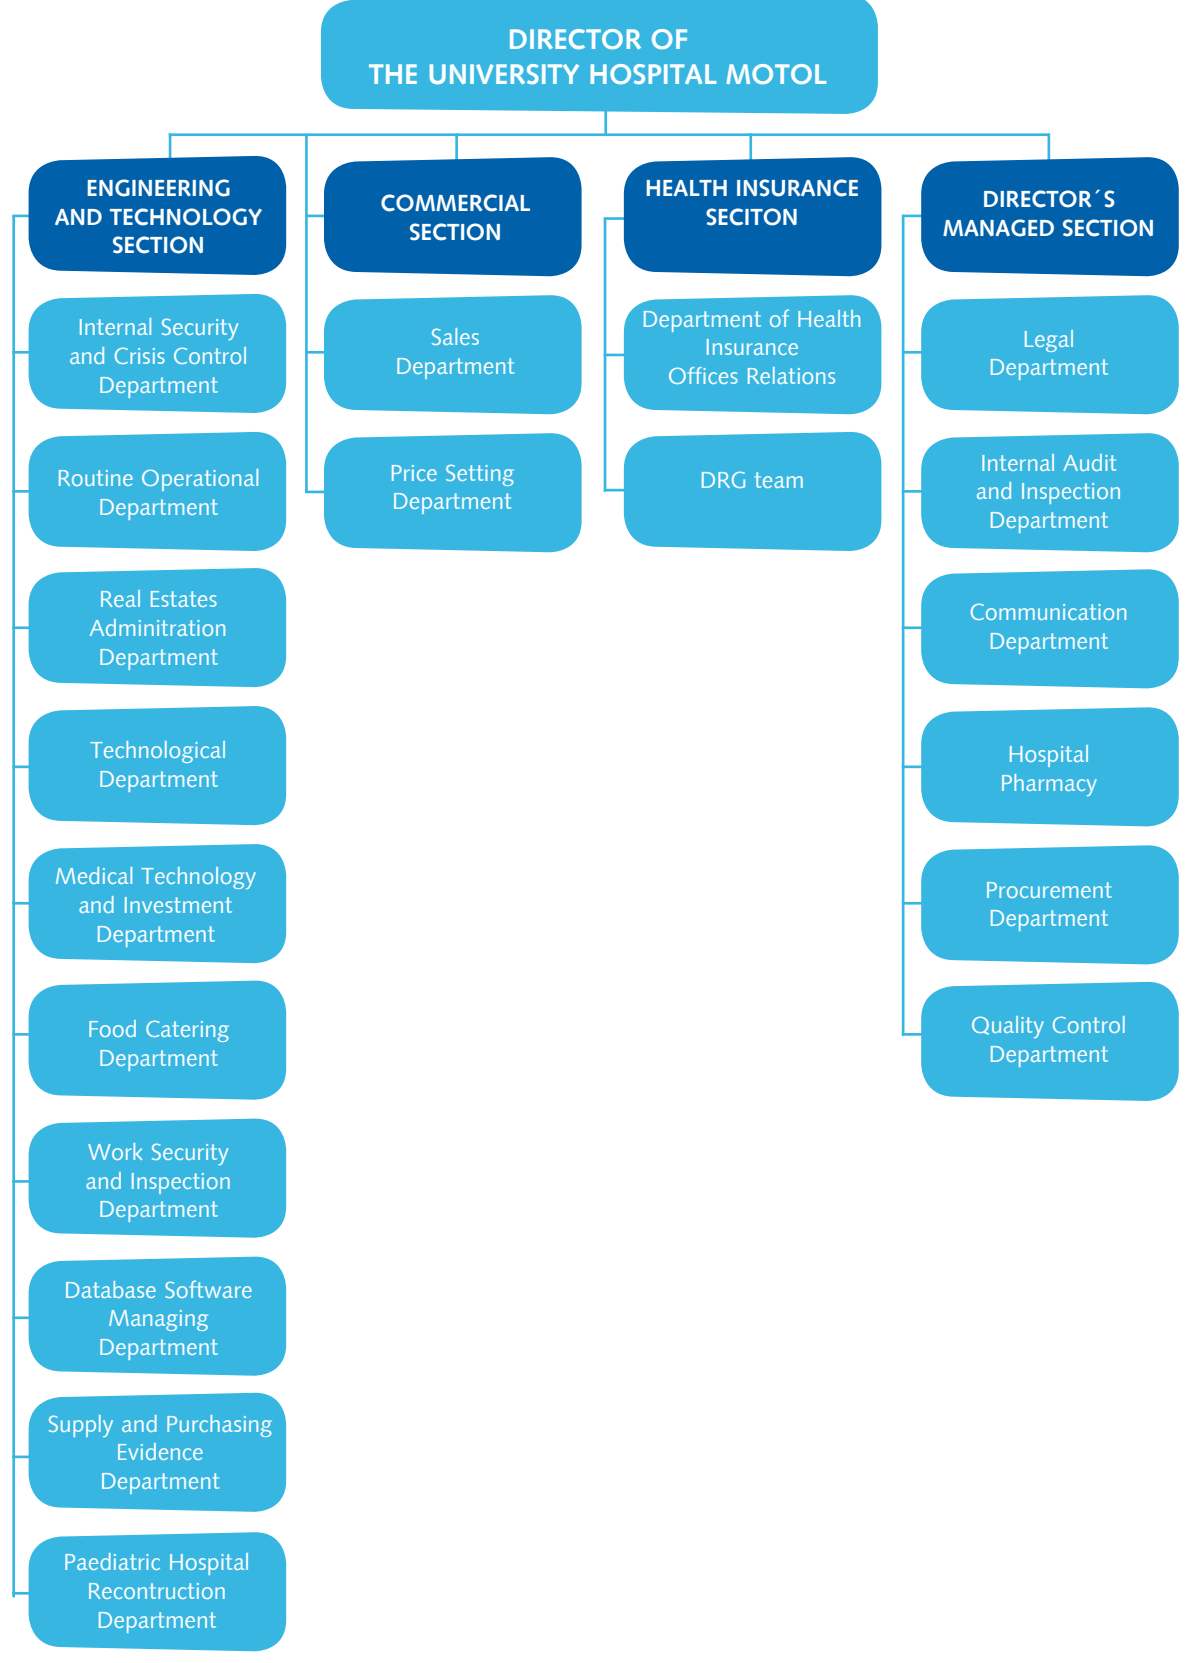 DIRECTOR OF
THE UNIVERSITY HOSPITAL MOTOL
ENGINEERING
AND TECHNOLOGY
SECTION
Internal Security
and Crisis Control
Department
Routine Operational
Department
Real Estates
Adminitration
Department
Technological
Department
Medical Technology
and Investment
Department
Food Catering
Department
Work Security
and Inspection
Department
Database Software
Managing
Department
Supply and Purchasing
Evidence
Department
Paediatric Hospital
Recontruction
Department
COMMERCIAL
SECTION
Sales
Department
Price Setting
Department
HEALTH INSURANCE
SECITON
Department of Health
Insurance
Offices Relations
DRG team
DIRECTOR´S
MANAGED SECTION
Legal
Department
Internal Audit
and Inspection
Department
Communication
Department
Hospital
Pharmacy
Procurement
Department
Quality Control
Department